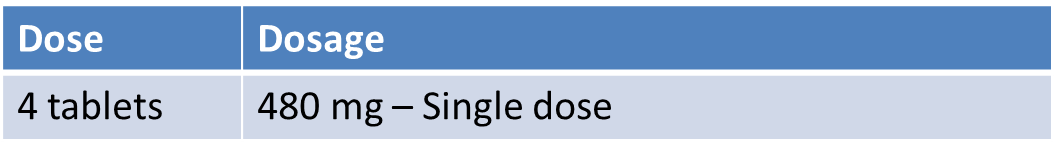 Dose Dosage
4 tablets 480 mg – Single dose